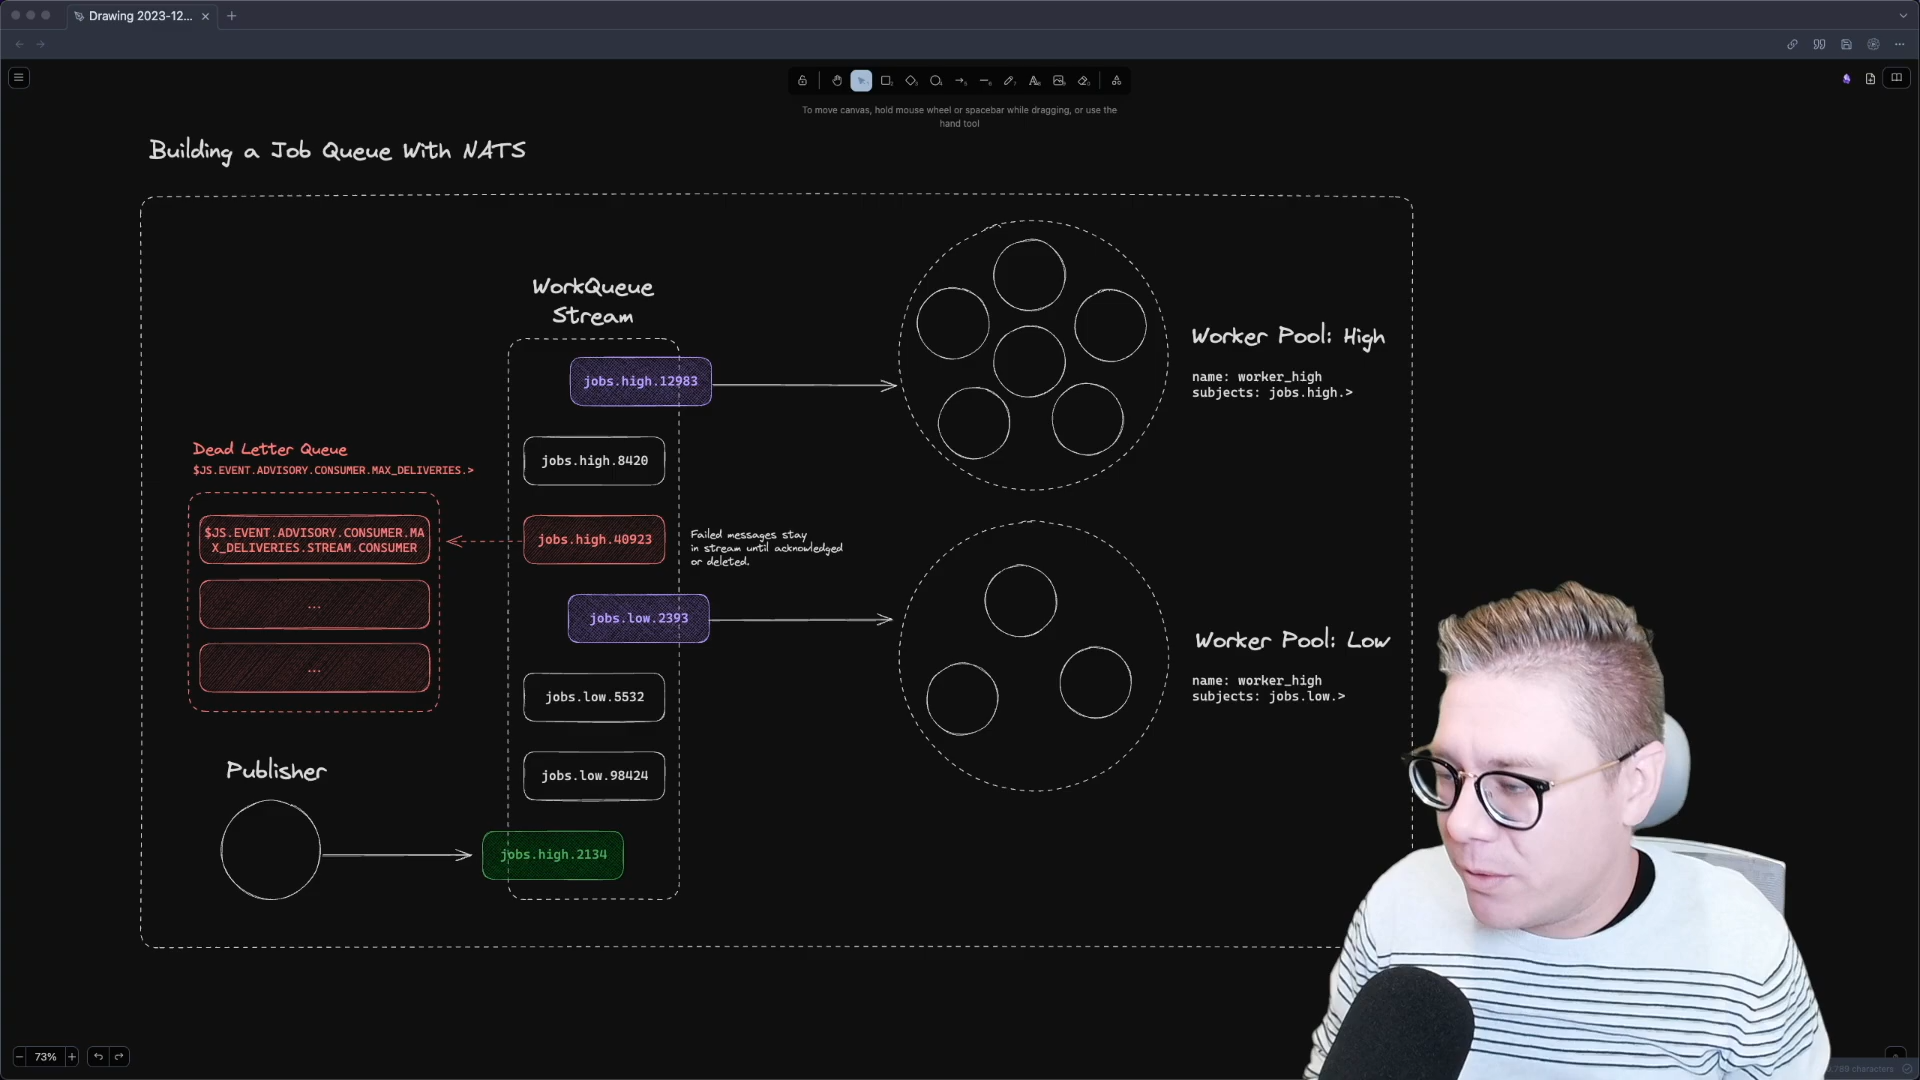 Drawing 2023-12...
To move canvas, hold mouse wheel or spacebar while dragging, or use the
hand tool
Building a Job Queue With NATS
WorkQueue
Stream
jobs.high.12983
jobs.high.8420
jobs.high.40923
Failed messages stay
in stream until acknowledged
or deleted.
jobs.low.2393
jobs.low.5532
jobs.low.98424
jobs.high.2134
Dead Letter Queue
$JS.EVENT.ADVISORY.CONSUMER.MAX_DELIVERIES.>
$JS.EVENT.ADVISORY.CONSUMER.MA
X_DELIVERIES.STREAM.CONSUMER
...
...
Publisher
Worker Pool: High
name: worker_high
subjects: jobs.high.>
Worker Pool: Low
name: worker_high
subjects: jobs.low.>
73%
characters